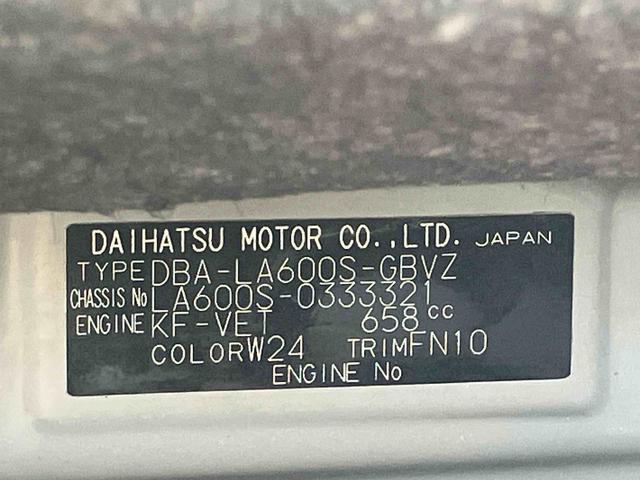 DAIHATSU MOTOR CO.,LTD. JAPAN
TYPE DBA-LA600S-GBVZ
CHASSIS No LA600S-0333321
ENGINE KF-VET 658 cc
COLOR W24 TRIM FN10
ENGINE No